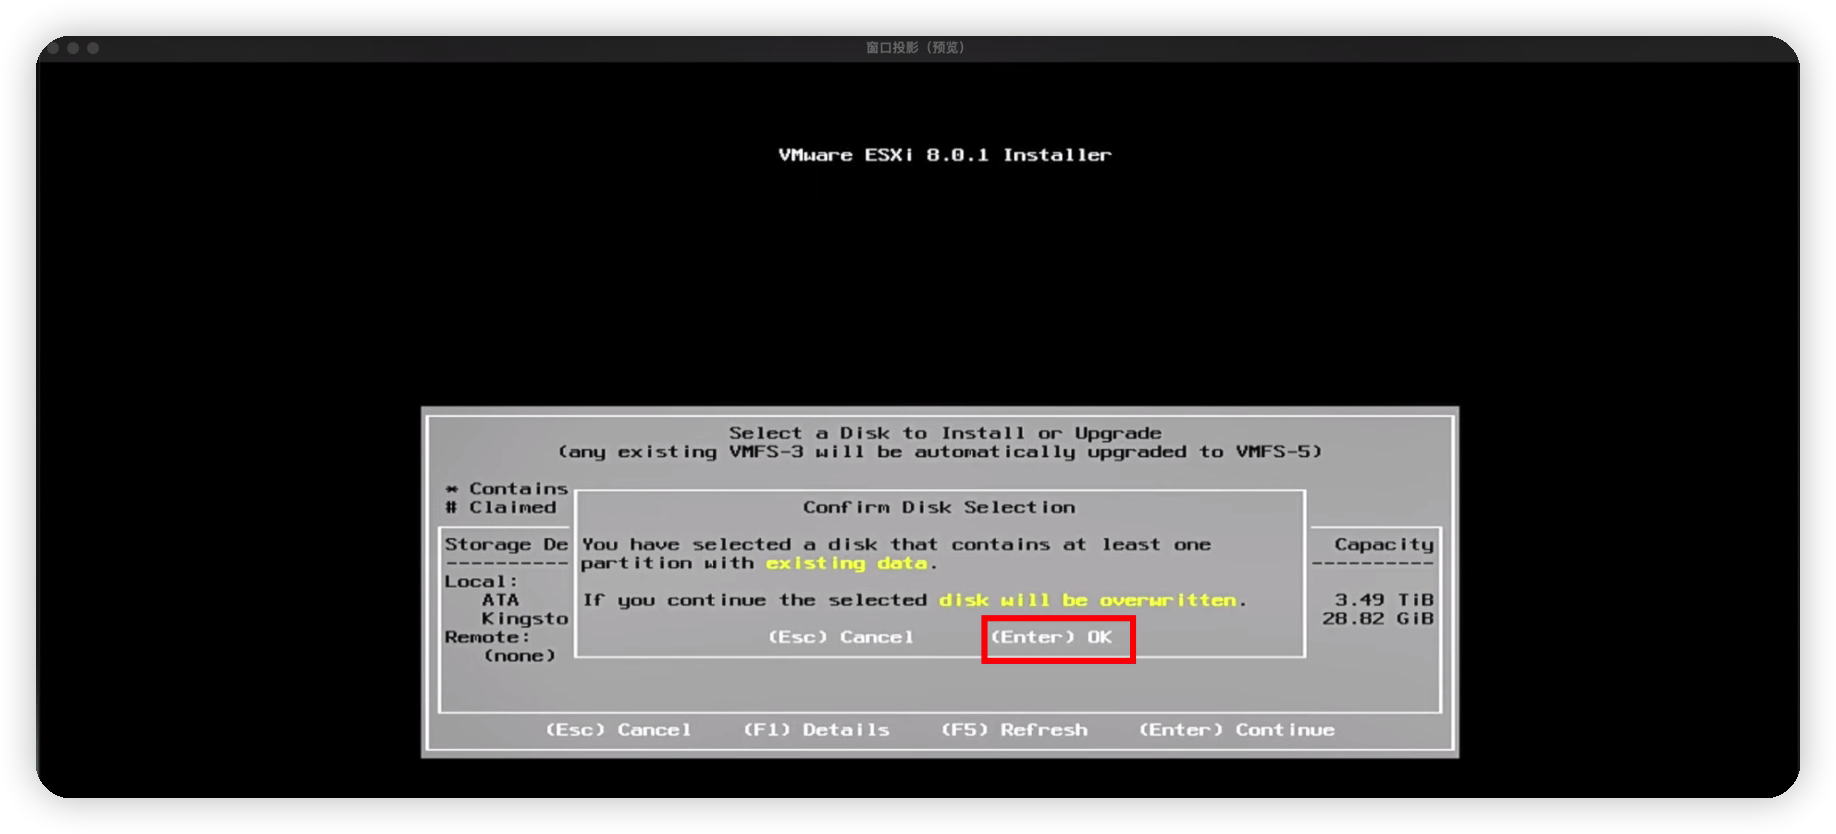 窗口投影（预览）
VMware ESXi 8.0.1 Installer
Select a Disk to Install or Upgrade
(any existing VMFS-3 will be automatically upgraded to VMFS-5)
* Contains
# Claimed
Confirm Disk Selection
Storage De
Capacity
You have selected a disk that contains at least one
partition with existing data.
----------
----------
Local:
ATA
3.49 TiB
If you continue the selected disk will be overwritten.
Kingsto
28.82 GiB
Remote:
(none)
(Esc) Cancel (Enter) OK
(Esc) Cancel (F1) Details (F5) Refresh (Enter) Continue